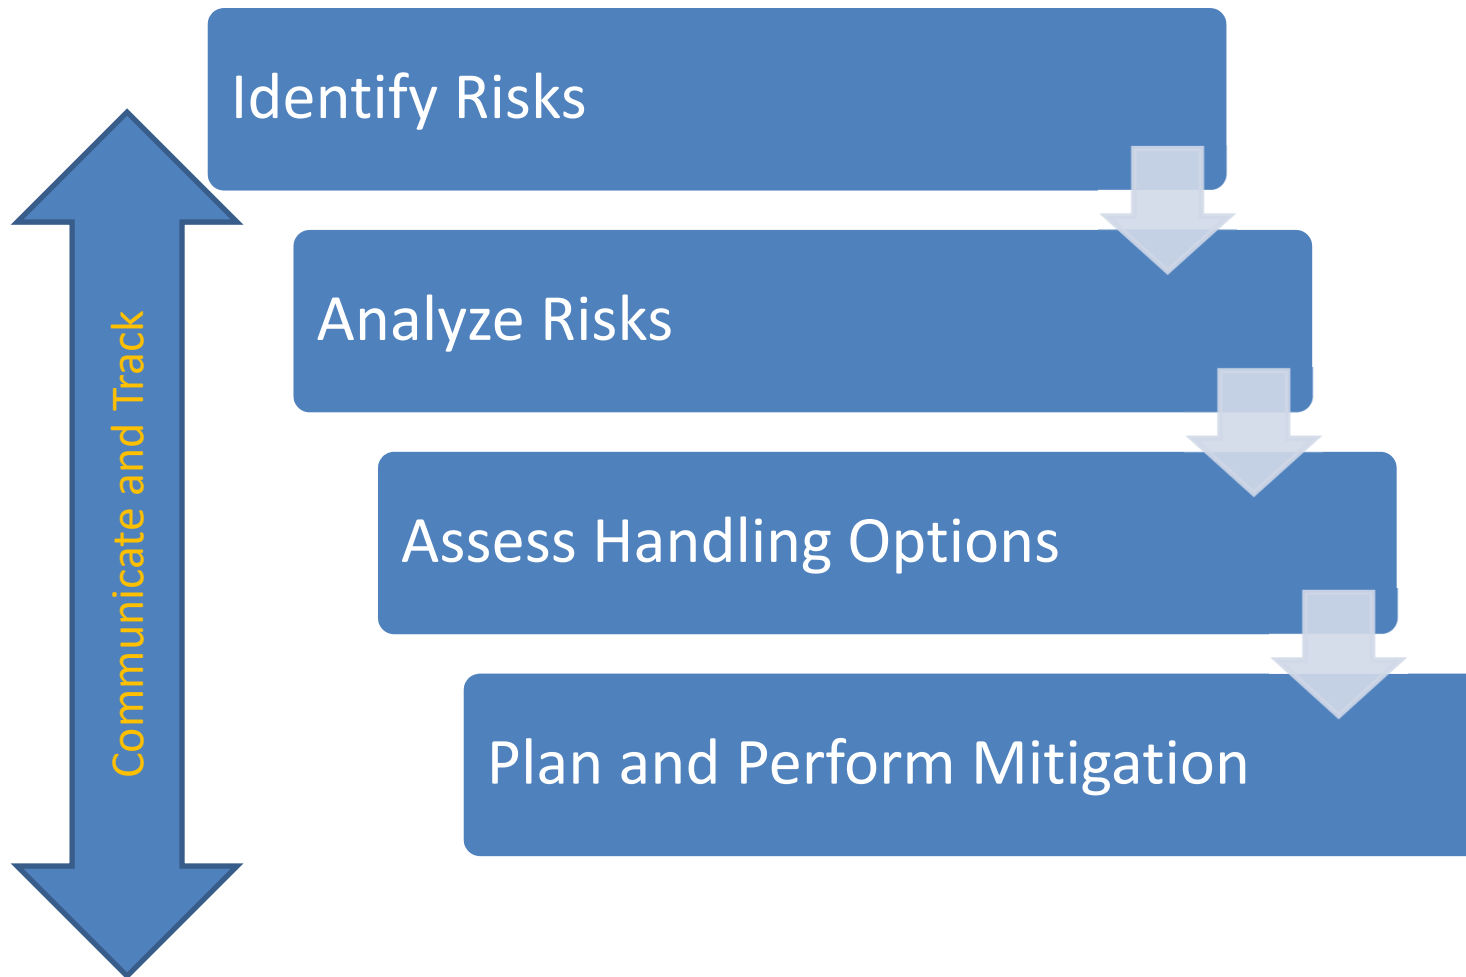 Identify Risks
Analyze Risks
Assess Handling Options
Plan and Perform Mitigation
Communicate and Track